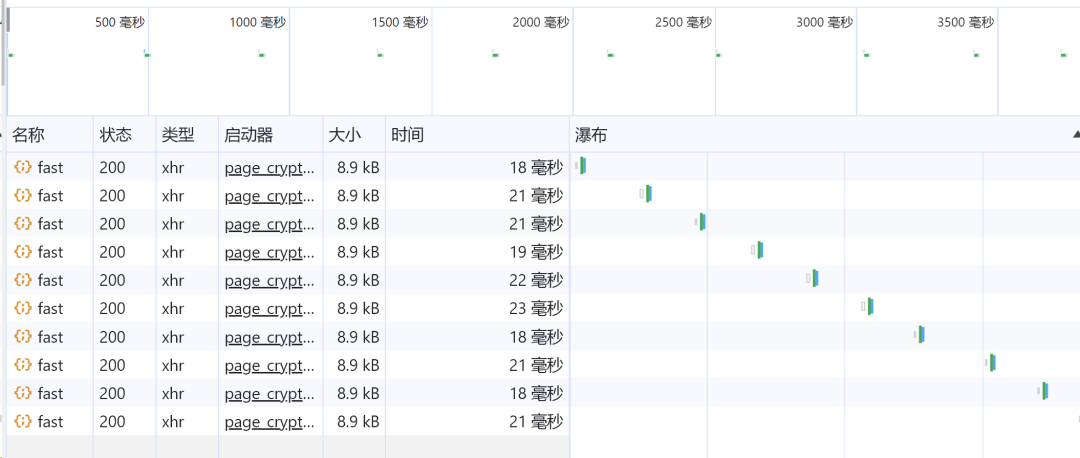 500 毫秒 1000 毫秒 1500 毫秒 2000 毫秒 2500 毫秒 3000 毫秒 3500 毫秒
名称 状态 类型 启动器 大小 时间 瀑布
fast 200 xhr page_crypt... 8.9 kB 18 毫秒
fast 200 xhr page_crypt... 8.9 kB 21 毫秒
fast 200 xhr page_crypt... 8.9 kB 21 毫秒
fast 200 xhr page_crypt... 8.9 kB 19 毫秒
fast 200 xhr page_crypt... 8.9 kB 22 毫秒
fast 200 xhr page_crypt... 8.9 kB 23 毫秒
fast 200 xhr page_crypt... 8.9 kB 18 毫秒
fast 200 xhr page_crypt... 8.9 kB 21 毫秒
fast 200 xhr page_crypt... 8.9 kB 18 毫秒
fast 200 xhr page_crypt... 8.9 kB 21 毫秒